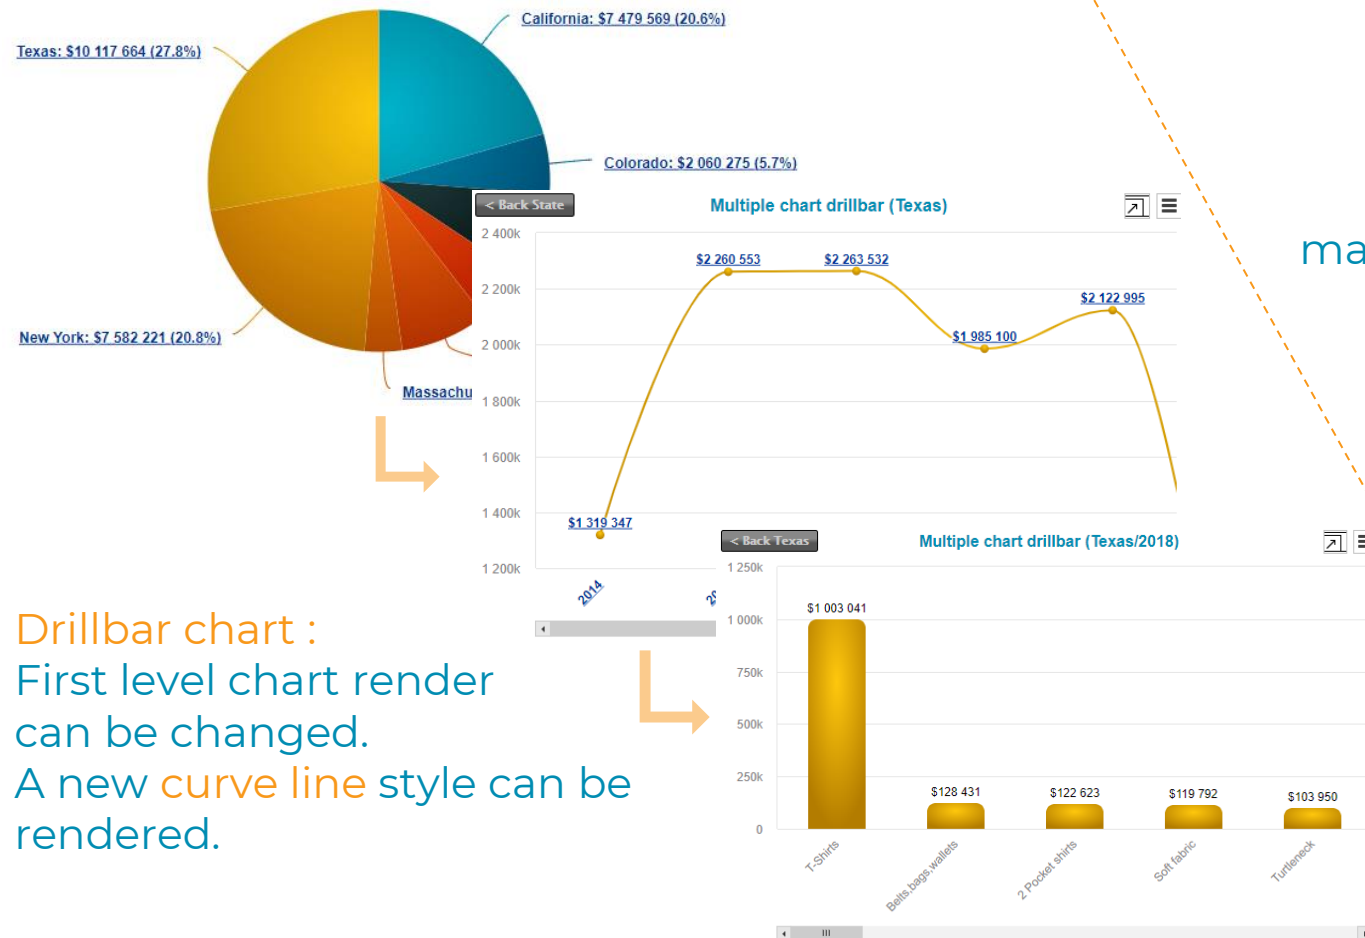 California: $7 479 569 (20.6%)
Texas: $10 117 664 (27.8%)
Colorado: $2 060 275 (5.7%)
New York: $7 582 221 (20.8%)
Massachu
< Back State
Multiple chart drillbar (Texas)
2 400k
2 200k
2 000k
1 800k
1 600k
1 400k
1 200k
$2 260 553
$2 263 532
$1 985 100
$2 122 995
$1 319 347
2014
ma
< Back Texas
Multiple chart drillbar (Texas/2018)
1 250k
1 000k
750k
500k
250k
0
$1 003 041
$128 431
$122 623
$119 792
$103 950
T-Shirts
Belts,bags,wallets
2 Pocket shirts
Soft fabric
Turtleneck
Drillbar chart :
First level chart render
can be changed.
A new curve line style can be
rendered.